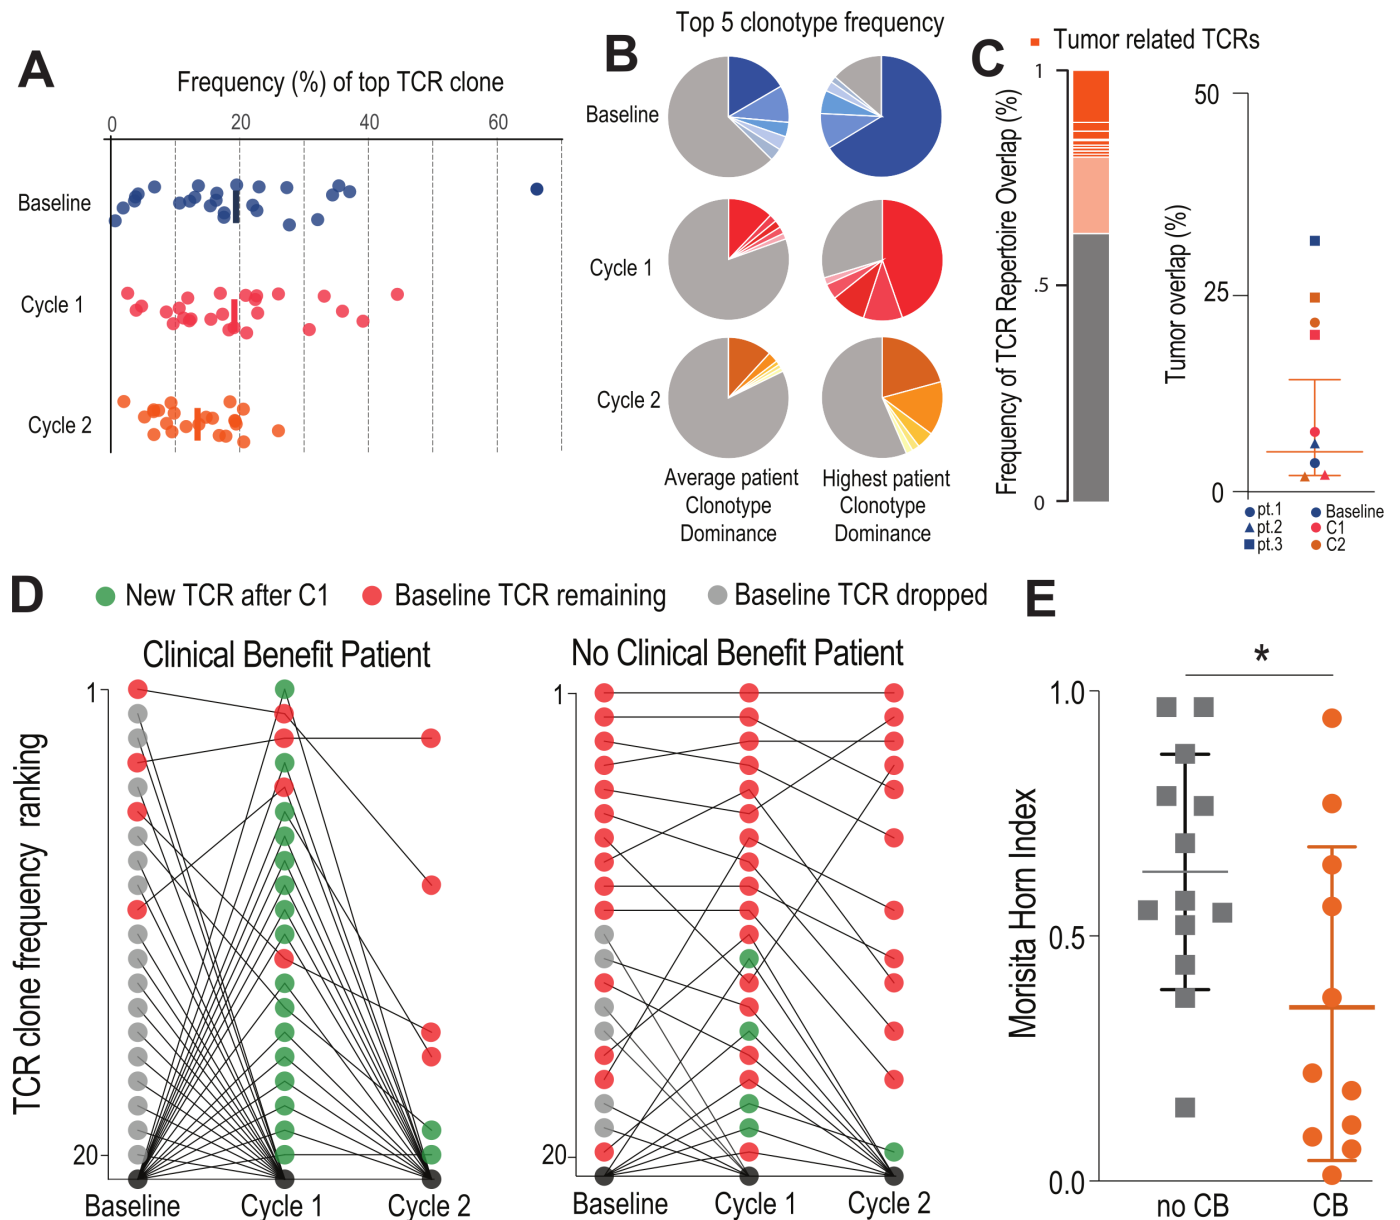 A
Frequency (%) of top TCR clone
0
20
40
60
Baseline
Cycle 1
Cycle 2
B
Top 5 clonotype frequency
Baseline
Cycle 1
Cycle 2
Average patient
Clonotype
Dominance
Highest patient
Clonotype
Dominance
C
Tumor related TCRs
Frequency of TCR Repertoire Overlap (%)
1
.5
0
Tumor overlap (%)
50
25
0
pt.1
pt.2
pt.3
Baseline
C1
C2
D
New TCR after C1
Baseline TCR remaining
Baseline TCR dropped
Clinical Benefit Patient
No Clinical Benefit Patient
TCR clone frequency ranking
1
20
Baseline
Cycle 1
Cycle 2
1
20
Baseline
Cycle 1
Cycle 2
E
*
Morisita Horn Index
1.0
0.5
0.0
no CB
CB